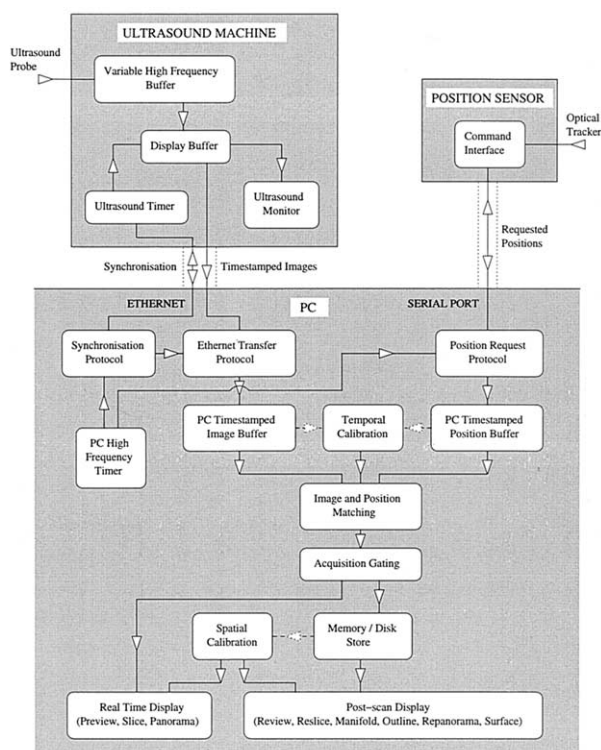 ULTRASOUND MACHINE
Ultrasound
Probe
Variable High Frequency
Buffer
Display Buffer
Ultrasound Timer
Ultrasound
Monitor
POSITION SENSOR
Command
Interface
Optical
Tracker
Synchronisation
Timestamped Images
Requested
Positions
ETHERNET
PC
SERIAL PORT
Synchronisation
Protocol
Ethernet Transfer
Protocol
Position Request
Protocol
PC High
Frequency
Timer
PC Timestamped
Image Buffer
Temporal
Calibration
PC Timestamped
Position Buffer
Image and Position
Matching
Acquisition Gating
Spatial
Calibration
Memory / Disk
Store
Real Time Display
(Preview, Slice, Panorama)
Post-scan Display
(Review, Reslice, Manifold, Outline, Repanorama, Surface)